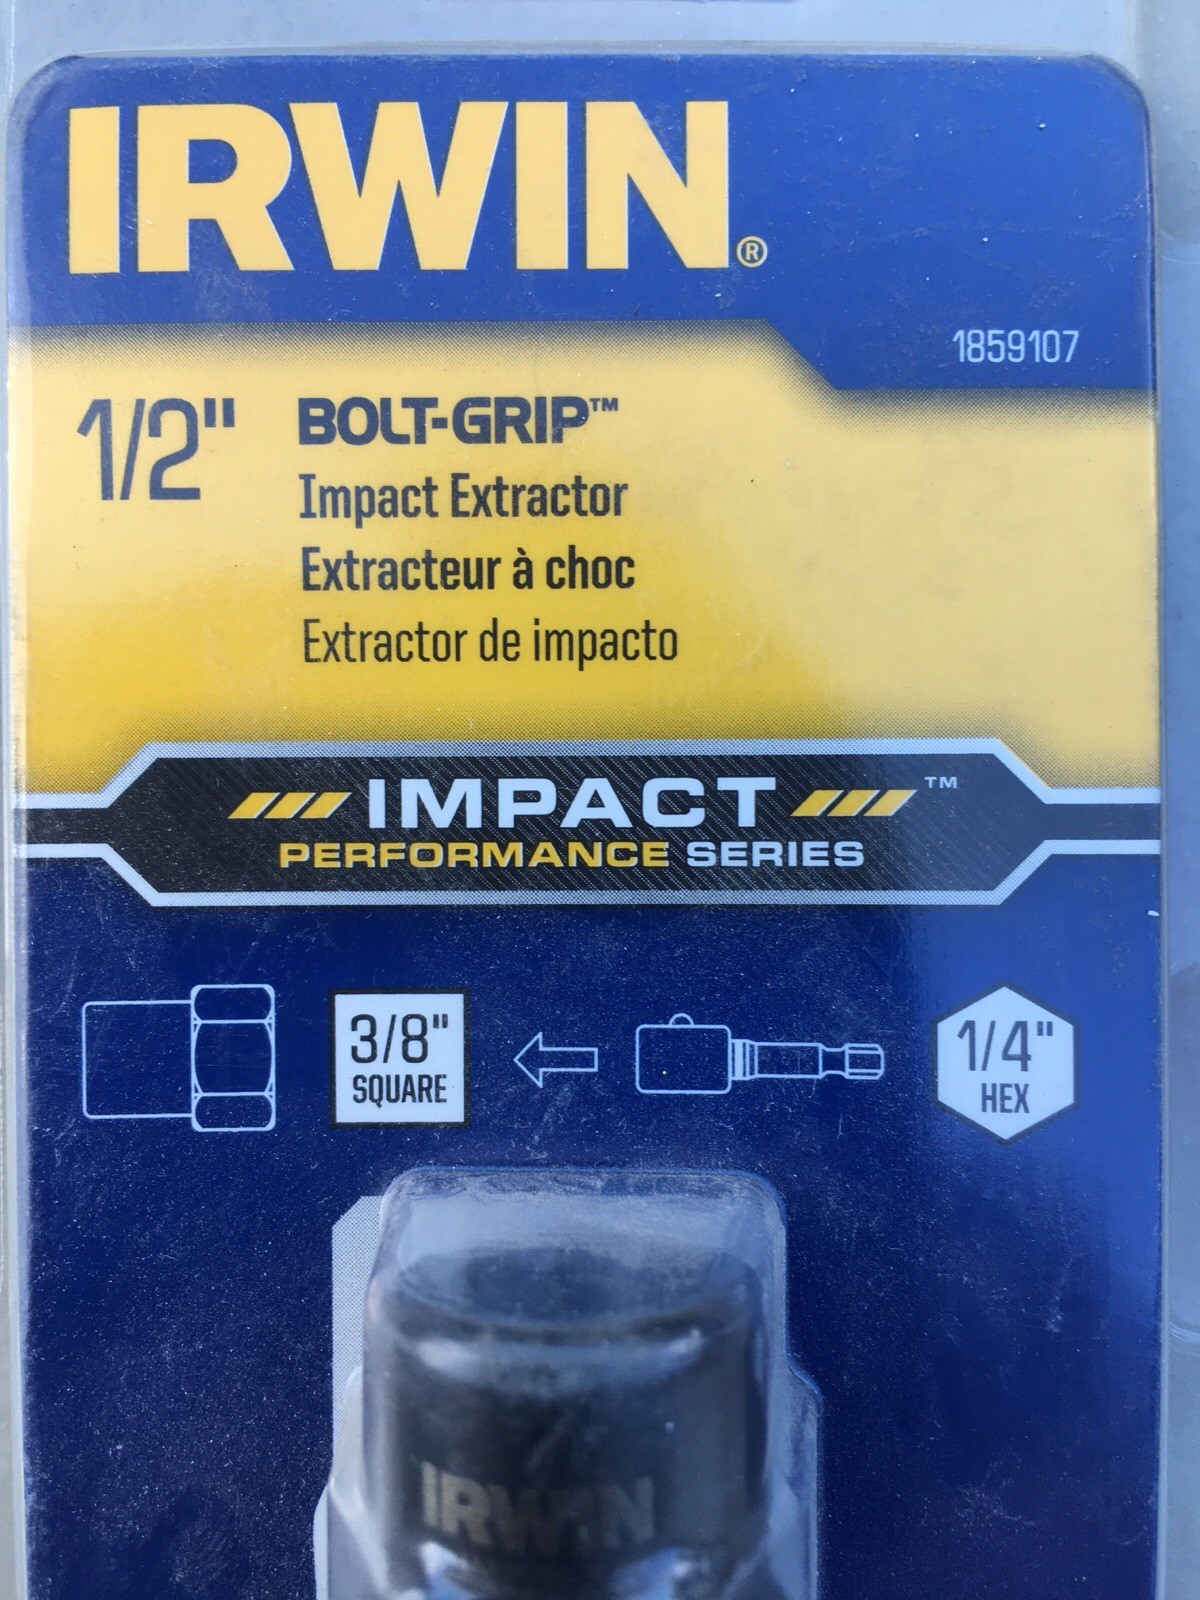 IRWIN®
1859107
1/2" BOLT-GRIP™
Impact Extractor
Extracteur à choc
Extractor de impacto
IMPACT™
PERFORMANCE SERIES
3/8"
SQUARE
1/4"
HEX
IRWIN